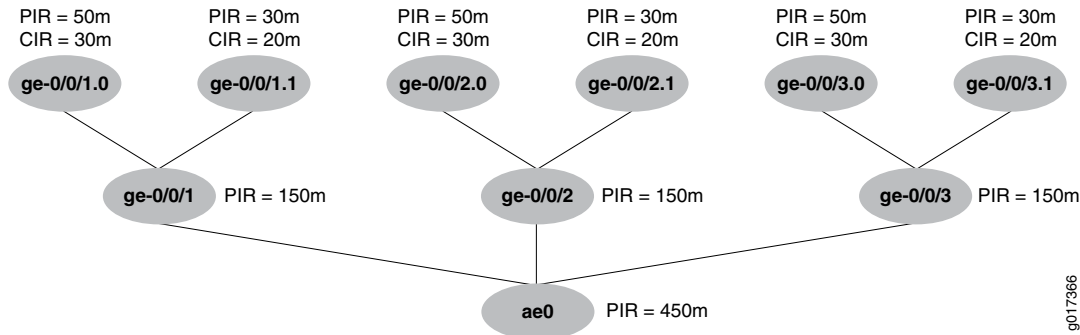 PIR = 50m
CIR = 30m
PIR = 30m
CIR = 20m
PIR = 50m
CIR = 30m
PIR = 30m
CIR = 20m
PIR = 50m
CIR = 30m
PIR = 30m
CIR = 20m
ge-0/0/1.0
ge-0/0/1.1
ge-0/0/2.0
ge-0/0/2.1
ge-0/0/3.0
ge-0/0/3.1
ge-0/0/1
PIR = 150m
ge-0/0/2
PIR = 150m
ge-0/0/3
PIR = 150m
ae0
PIR = 450m
g017366